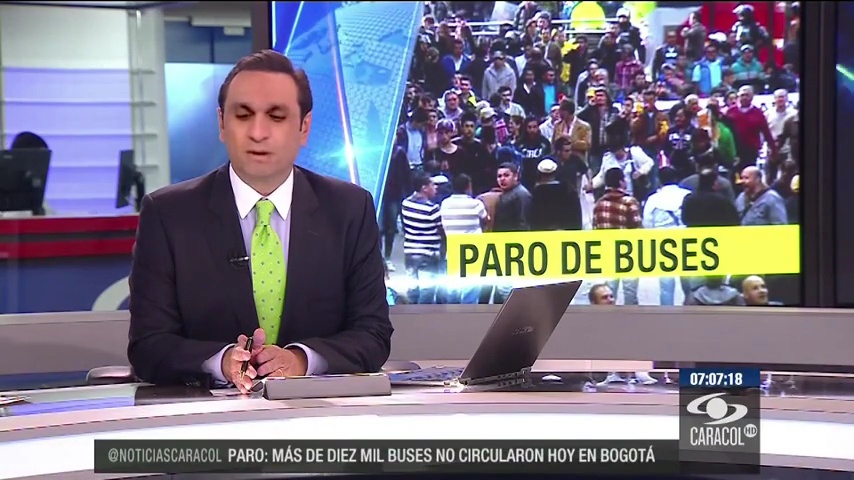 PARO DE BUSES
07:07:18
CARACOL HD
@NOTICIASCARACOL PARO: MÁS DE DIEZ MIL BUSES NO CIRCULARON HOY EN BOGOTÁ